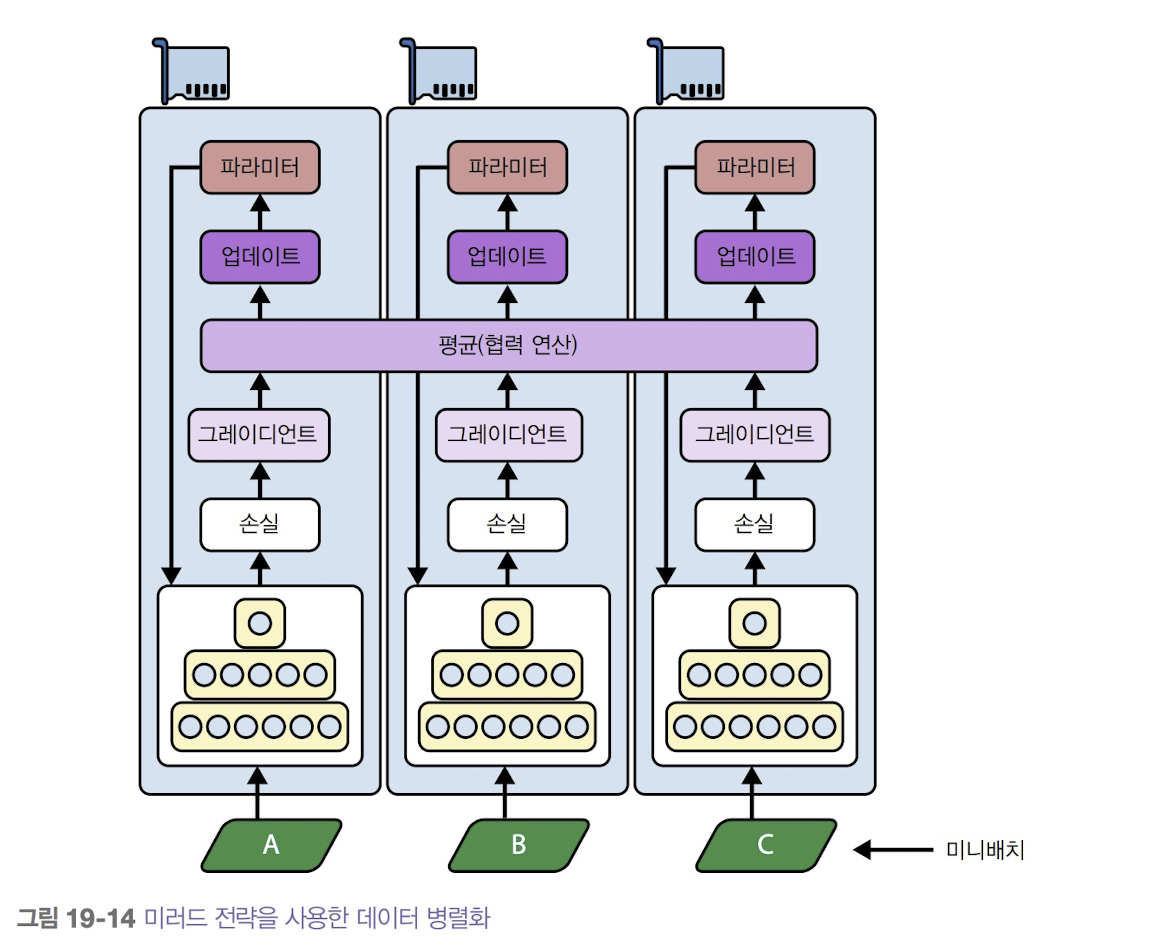 파라미터 파라미터 파라미터
업데이트 업데이트 업데이트
평균(협력 연산)
그레이디언트 그레이디언트 그레이디언트
손실 손실 손실
A B C 미니배치
그림 19-14 미러드 전략을 사용한 데이터 병렬화